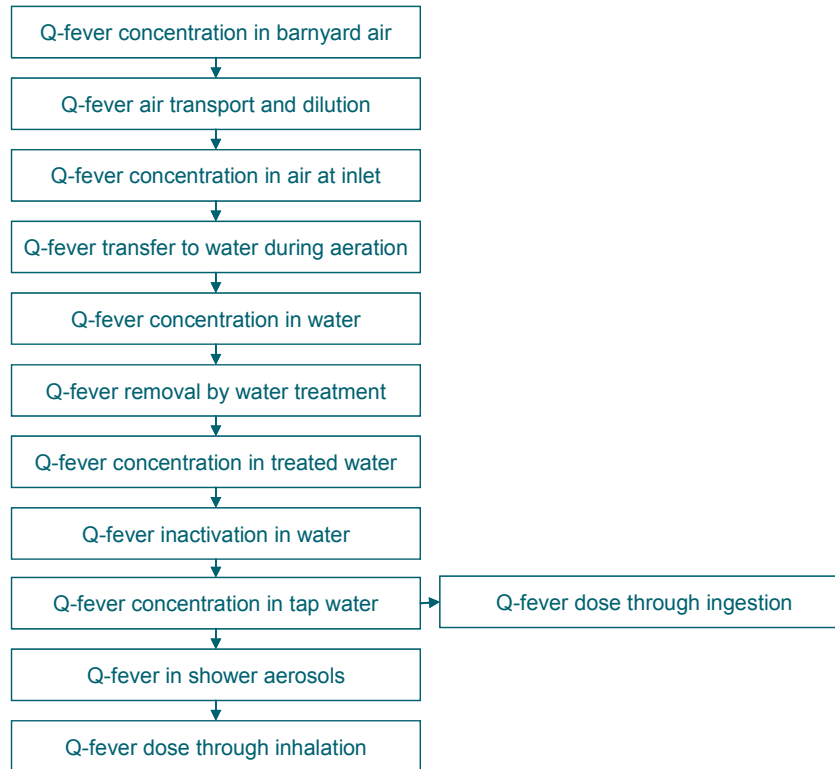 Q-fever concentration in barnyard air
Q-fever air transport and dilution
Q-fever concentration in air at inlet
Q-fever transfer to water during aeration
Q-fever concentration in water
Q-fever removal by water treatment
Q-fever concentration in treated water
Q-fever inactivation in water
Q-fever concentration in tap water
Q-fever dose through ingestion
Q-fever in shower aerosols
Q-fever dose through inhalation